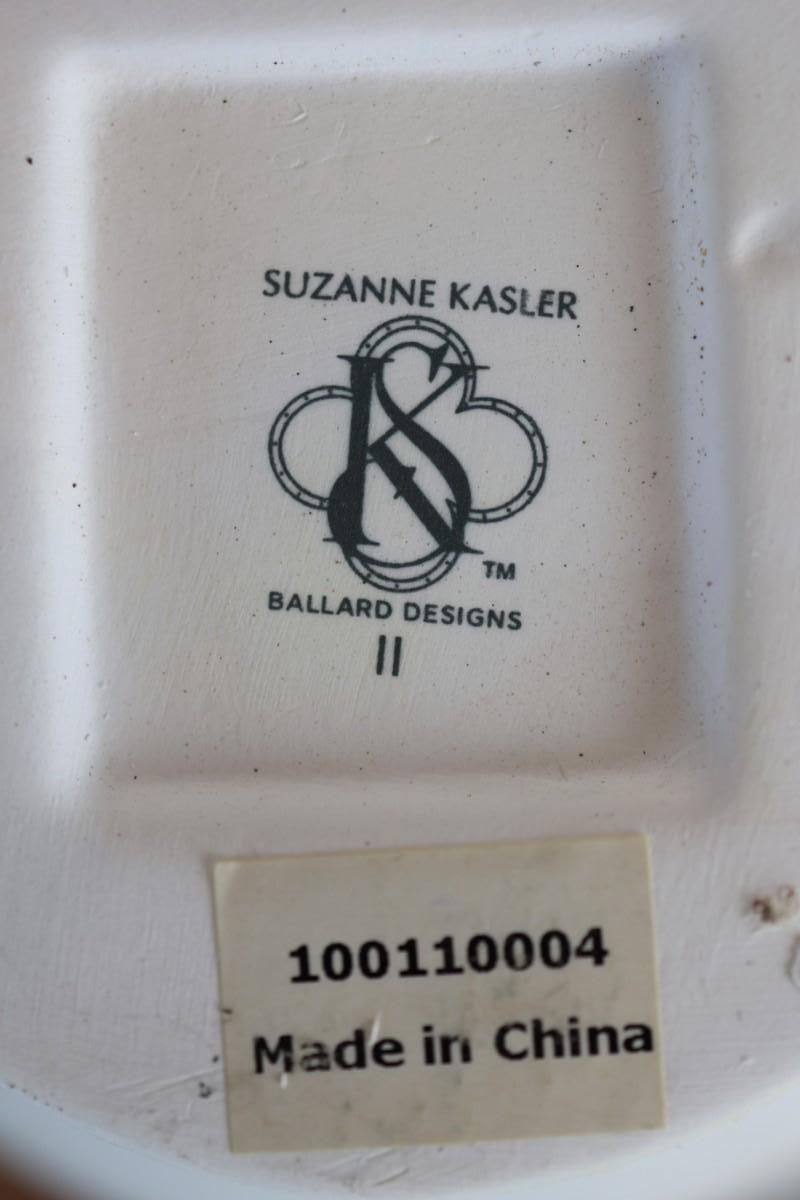 SUZANNE KASLER
KS
TM
BALLARD DESIGNS
II
100110004
Made in China